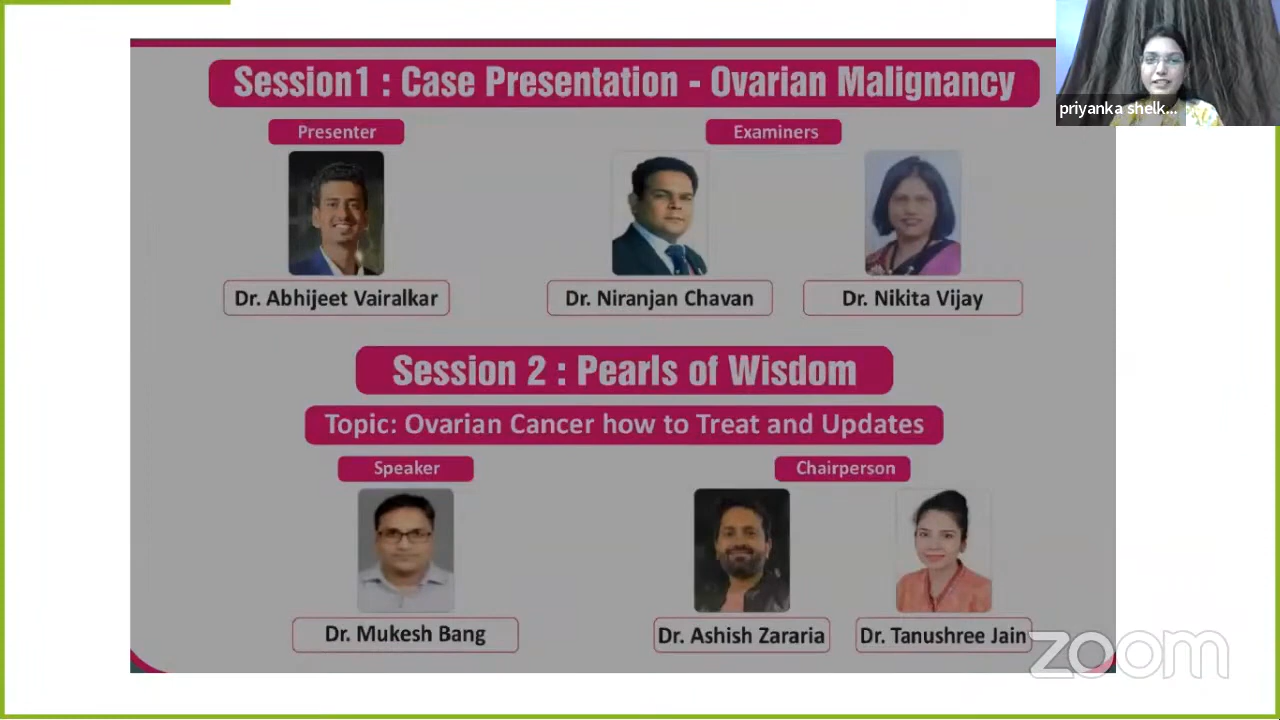 Session1 : Case Presentation - Ovarian Malignancy
priyanka shelk...
Presenter
Examiners
Dr. Abhijeet Vairalkar
Dr. Niranjan Chavan
Dr. Nikita Vijay
Session 2 : Pearls of Wisdom
Topic: Ovarian Cancer how to Treat and Updates
Speaker
Chairperson
Dr. Mukesh Bang
Dr. Ashish Zararia
Dr. Tanushree Jain
zoom